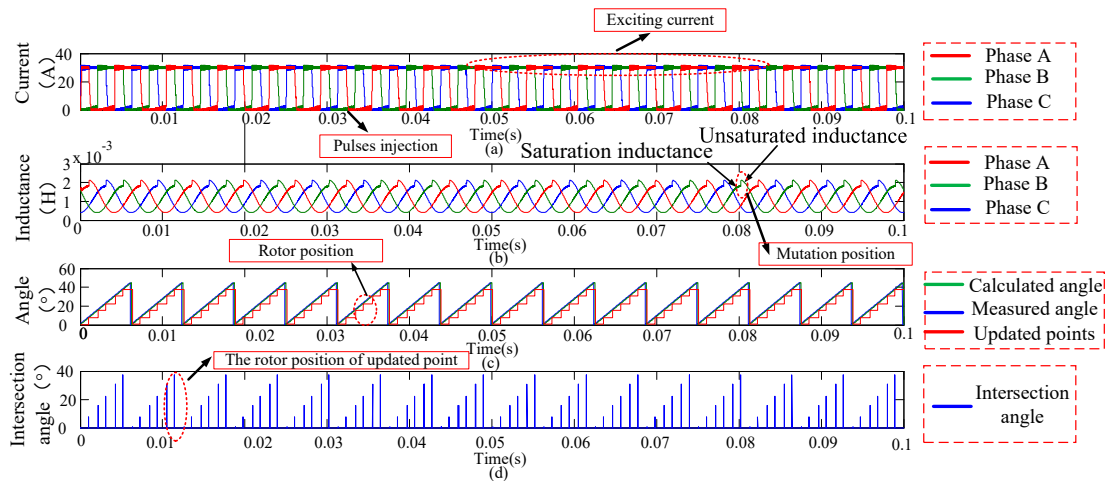 Exciting current
Current
(A)
40
20
0
0.01
0.02
0.03
0.04
0.05
0.06
0.07
0.08
0.09
0.1
Time(s)
(a)
Pulses injection
Phase A
Phase B
Phase C
Unsaturated inductance
Saturation inductance
Inductance
(H)
x 10⁻³
3
2
1
0
0
0.01
0.02
0.03
0.04
0.05
0.06
0.07
0.08
0.09
0.1
Time(s)
(b)
Mutation position
Phase A
Phase B
Phase C
Rotor position
Angle
(°)
60
40
20
0
0
0.01
0.02
0.03
0.04
0.05
0.06
0.07
0.08
0.09
0.1
Time(s)
(c)
Calculated angle
Measured angle
Updated points
The rotor position of updated point
Intersection
angle (°)
40
20
0
0
0.01
0.02
0.03
0.04
0.05
0.06
0.07
0.08
0.09
0.1
Time(s)
(d)
Intersection
angle